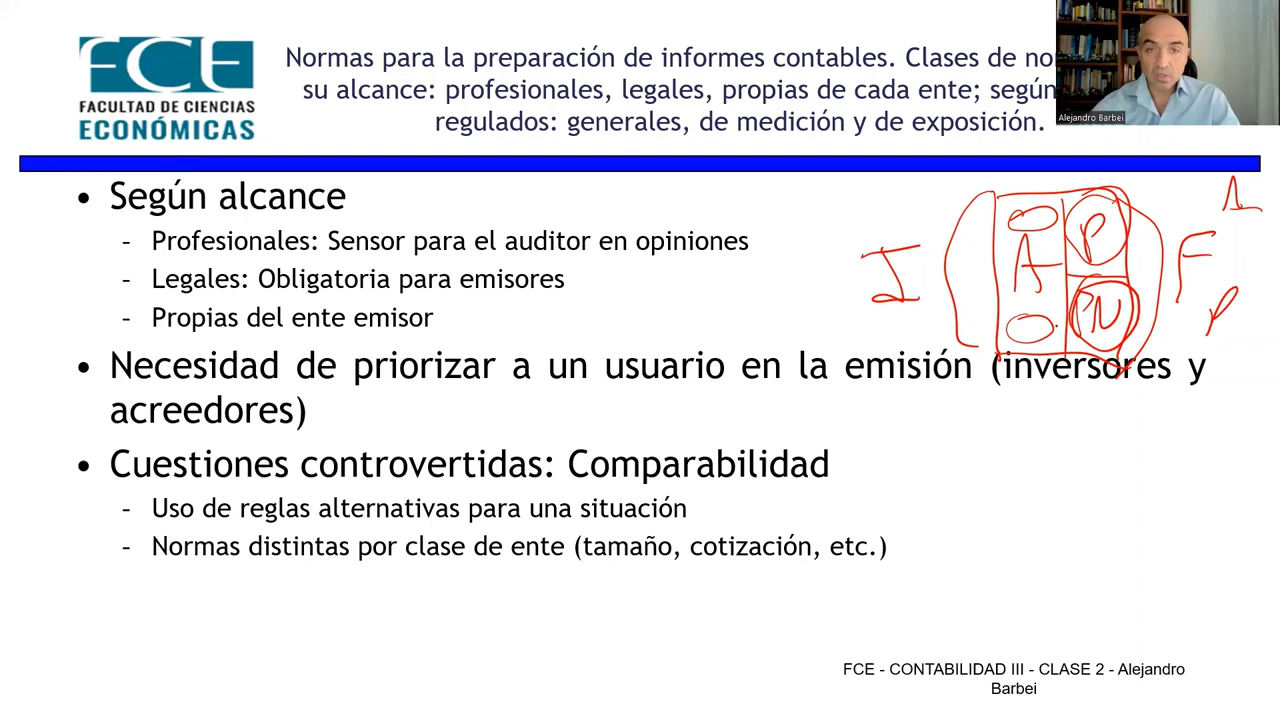 FCE
FACULTAD DE CIENCIAS
ECONÓMICAS
Normas para la preparación de informes contables. Clases de no
su alcance: profesionales, legales, propias de cada ente; según
regulados: generales, de medición y de exposición.
Alejandro Barbei
• Según alcance
- Profesionales: Sensor para el auditor en opiniones
- Legales: Obligatoria para emisores
- Propias del ente emisor
I
A
P
PN
F
P
• Necesidad de priorizar a un usuario en la emisión (inversores y
acreedores)
• Cuestiones controvertidas: Comparabilidad
- Uso de reglas alternativas para una situación
- Normas distintas por clase de ente (tamaño, cotización, etc.)
FCE - CONTABILIDAD III - CLASE 2 - Alejandro
Barbei